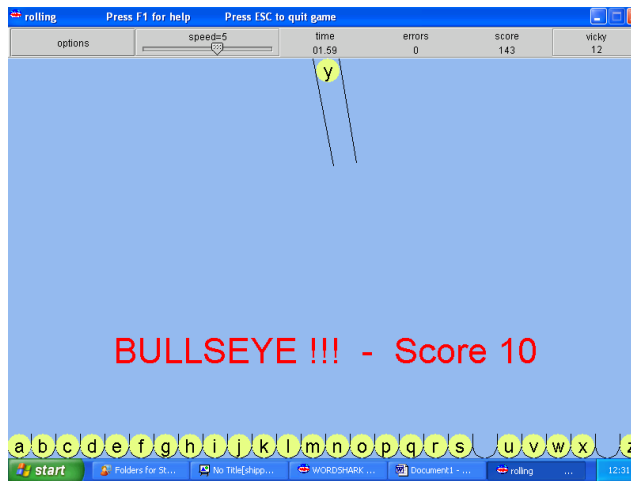 rolling Press F1 for help Press ESC to quit game
options speed=5 time errors score vicky
01.59 0 143 12
y
BULLSEYE !!! - Score 10
a b c d e f g h i j k l m n o p q r s u v w x z
start Folders for St... No Title[shipp... WORDSHARK ... Document1 - ... rolling ... 12:31